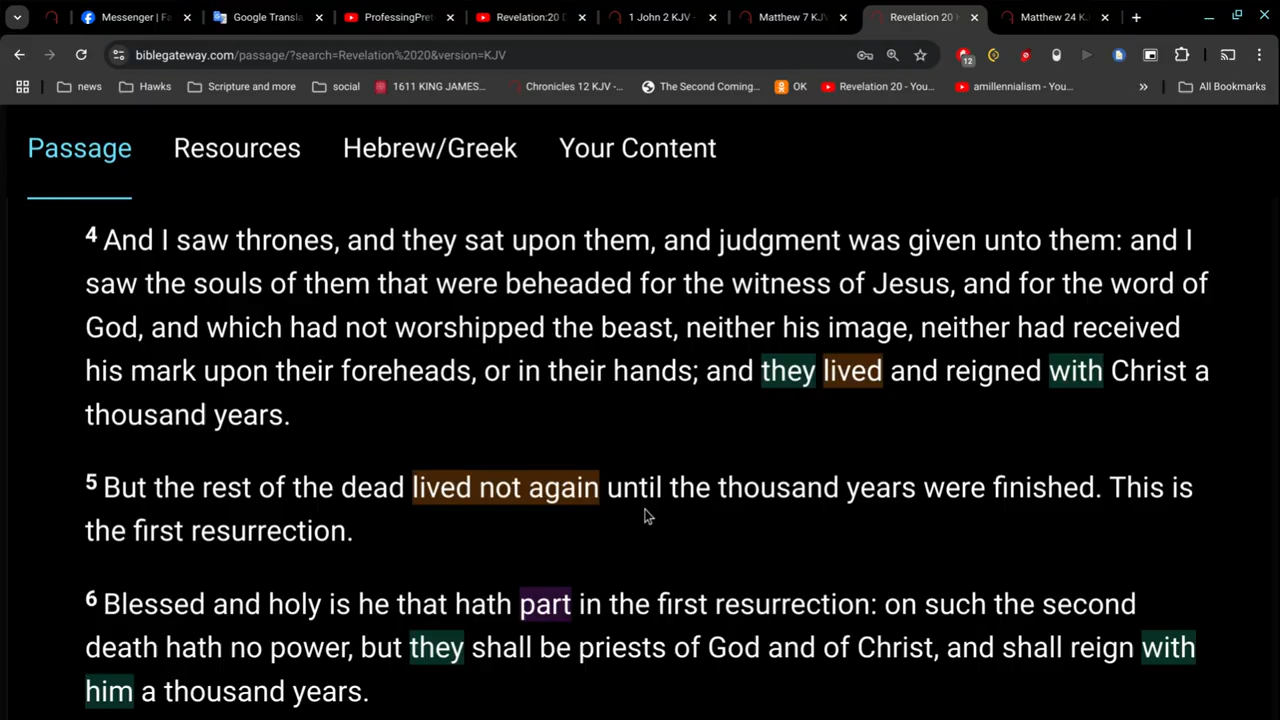 Messenger | Fa
Google Transla
ProfessingPret
Revelation:20 D
1 John 2 KJV -
Matthew 7 KJV
Revelation 20 K
Matthew 24 KJ
biblegateway.com/passage/?search=Revelation%2020&version=KJV
12
news
Hawks
Scripture and more
social
1611 KING JAMES...
Chronicles 12 KJV -...
The Second Coming...
OK
Revelation 20 - You...
amillennialism - You...
»
All Bookmarks
Passage
Resources
Hebrew/Greek
Your Content
4 And I saw thrones, and they sat upon them, and judgment was given unto them: and I
saw the souls of them that were beheaded for the witness of Jesus, and for the word of
God, and which had not worshipped the beast, neither his image, neither had received
his mark upon their foreheads, or in their hands; and they lived and reigned with Christ a
thousand years.
5 But the rest of the dead lived not again until the thousand years were finished. This is
the first resurrection.
6 Blessed and holy is he that hath part in the first resurrection: on such the second
death hath no power, but they shall be priests of God and of Christ, and shall reign with
him a thousand years.